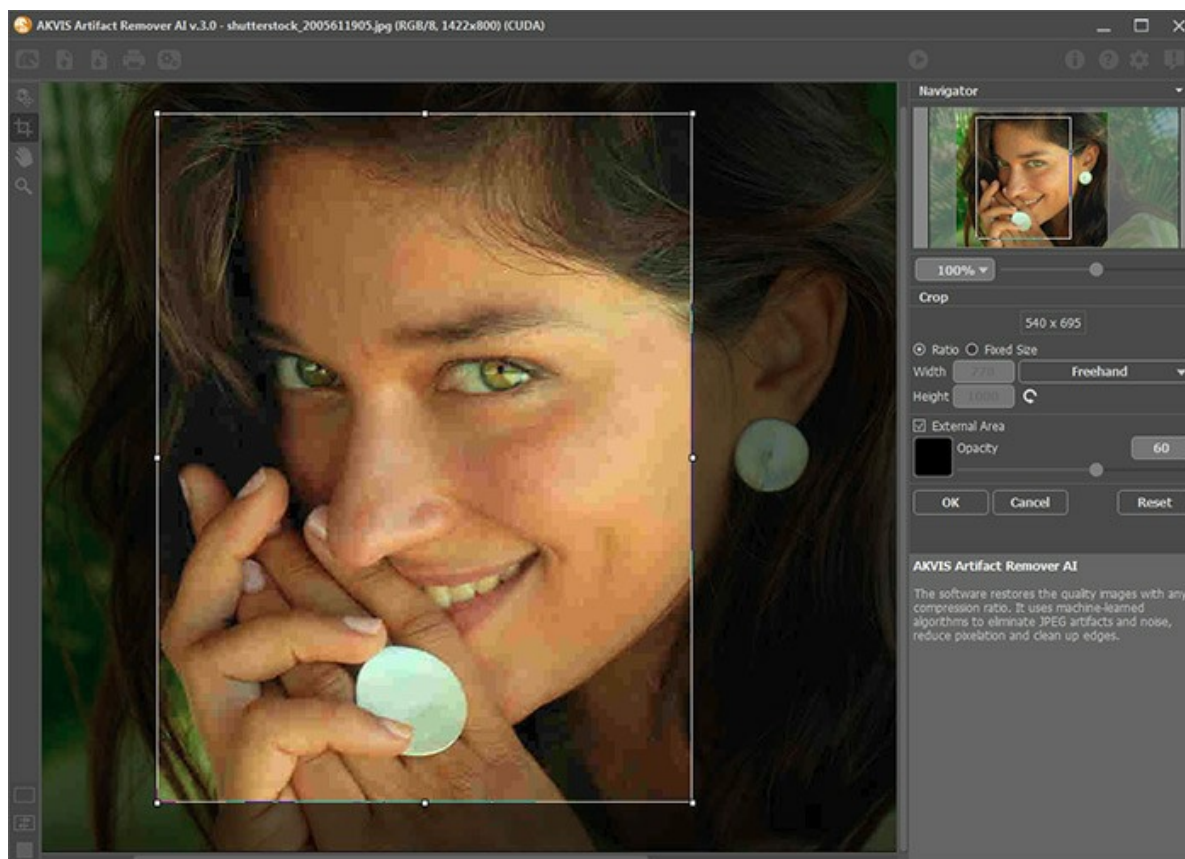 AKVIS Artifact Remover AI v.3.0 - shutterstock_2005611905.jpg (RGB/8, 1422x800) (CUDA)
Navigator
100%
Crop
540 x 695
Ratio Fixed Size
Width 270 Freehand
Height 1000
External Area
Opacity 60
OK Cancel Reset
AKVIS Artifact Remover AI
The software restores the quality images with any
compression ratio. It uses machine-learned
algorithms to eliminate JPEG artifacts and noise,
reduce pixelation and clean up edges.